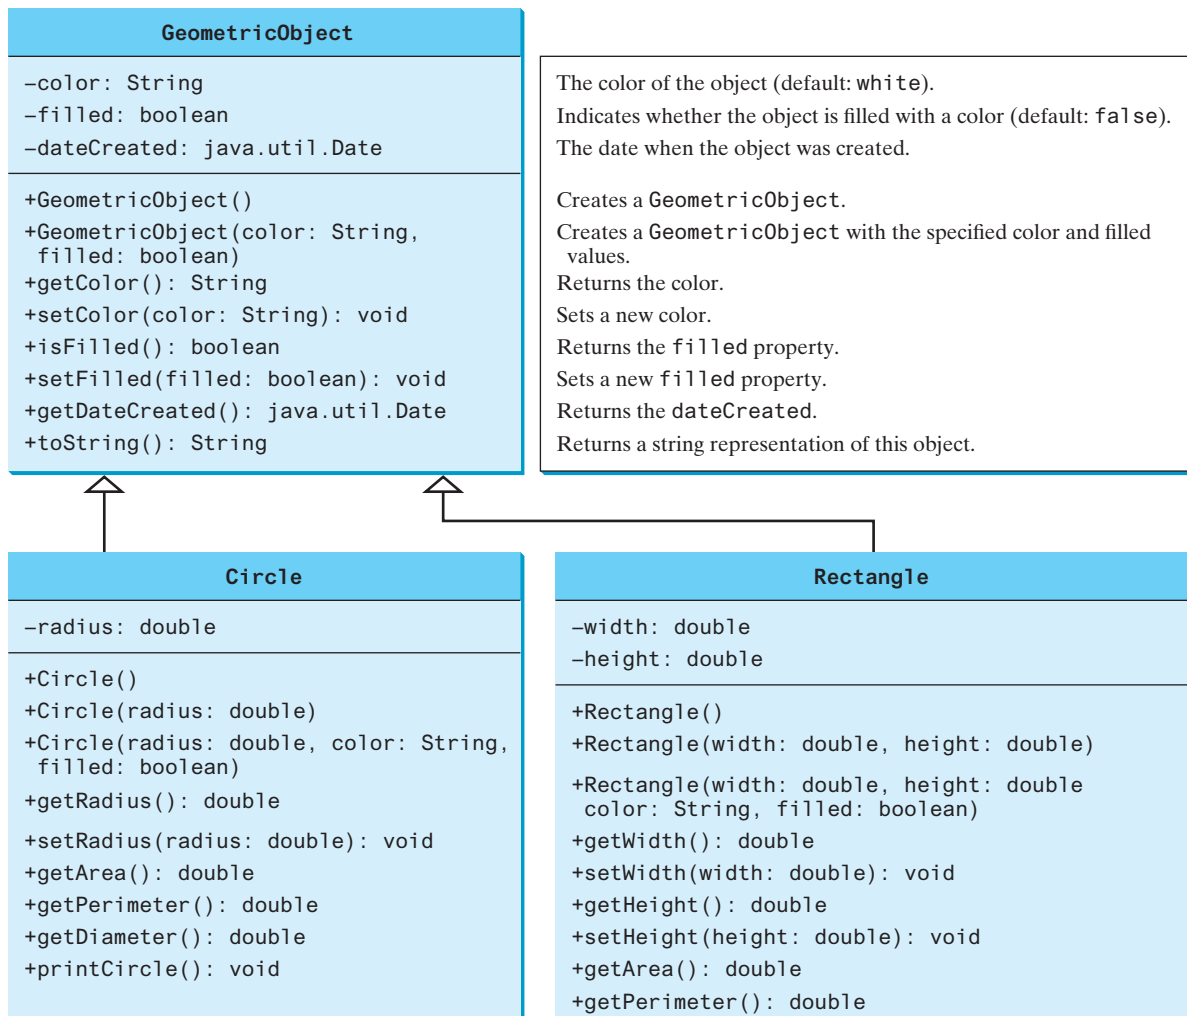 GeometricObject
–color: String
–filled: boolean
–dateCreated: java.util.Date
+GeometricObject()
+GeometricObject(color: String,
filled: boolean)
+getColor(): String
+setColor(color: String): void
+isFilled(): boolean
+setFilled(filled: boolean): void
+getDateCreated(): java.util.Date
+toString(): String
The color of the object (default: white).
Indicates whether the object is filled with a color (default: false).
The date when the object was created.
Creates a GeometricObject.
Creates a GeometricObject with the specified color and filled
values.
Returns the color.
Sets a new color.
Returns the filled property.
Sets a new filled property.
Returns the dateCreated.
Returns a string representation of this object.
Circle
–radius: double
+Circle()
+Circle(radius: double)
+Circle(radius: double, color: String,
filled: boolean)
+getRadius(): double
+setRadius(radius: double): void
+getArea(): double
+getPerimeter(): double
+getDiameter(): double
+printCircle(): void
Rectangle
–width: double
–height: double
+Rectangle()
+Rectangle(width: double, height: double)
+Rectangle(width: double, height: double
color: String, filled: boolean)
+getWidth(): double
+setWidth(width: double): void
+getHeight(): double
+setHeight(height: double): void
+getArea(): double
+getPerimeter(): double